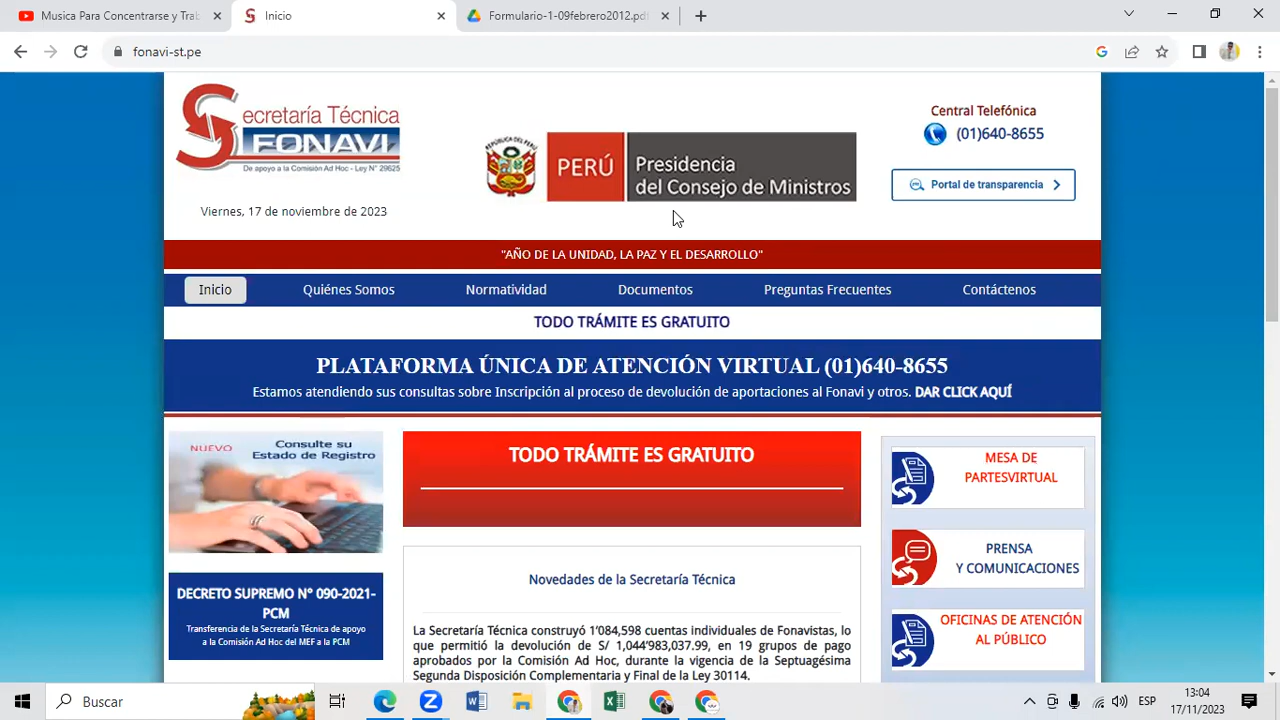 Musica Para Concentrarse y Trab
Inicio
Formulario-1-09febrero2012.pdf
fonavi-st.pe
Secretaría Técnica
FONAVI
De apoyo a la Comisión Ad Hoc - Ley N° 29625
Viernes, 17 de noviembre de 2023
REPÚBLICA DEL PERÚ
PERÚ
Presidencia
del Consejo de Ministros
Central Telefónica
(01)640-8655
Portal de transparencia
"AÑO DE LA UNIDAD, LA PAZ Y EL DESARROLLO"
Inicio
Quiénes Somos
Normatividad
Documentos
Preguntas Frecuentes
Contáctenos
TODO TRÁMITE ES GRATUITO
PLATAFORMA ÚNICA DE ATENCIÓN VIRTUAL (01)640-8655
Estamos atendiendo sus consultas sobre Inscripción al proceso de devolución de aportaciones al Fonavi y otros. DAR CLICK AQUÍ
NUEVO
Consulte su
Estado de Registro
DECRETO SUPREMO N° 090-2021-
PCM
Transferencia de la Secretaría Técnica de apoyo
a la Comisión Ad Hoc del MEF a la PCM
TODO TRÁMITE ES GRATUITO
Novedades de la Secretaría Técnica
La Secretaría Técnica construyó 1'084,598 cuentas individuales de Fonavistas, lo
que permitió la devolución de S/ 1,044'983,037.99, en 19 grupos de pago
aprobados por la Comisión Ad Hoc, durante la vigencia de la Septuagésima
Segunda Disposición Complementaria y Final de la Ley 30114.
MESA DE
PARTESVIRTUAL
PRENSA
Y COMUNICACIONES
OFICINAS DE ATENCIÓN
AL PÚBLICO
Buscar
ESP
13:04
17/11/2023